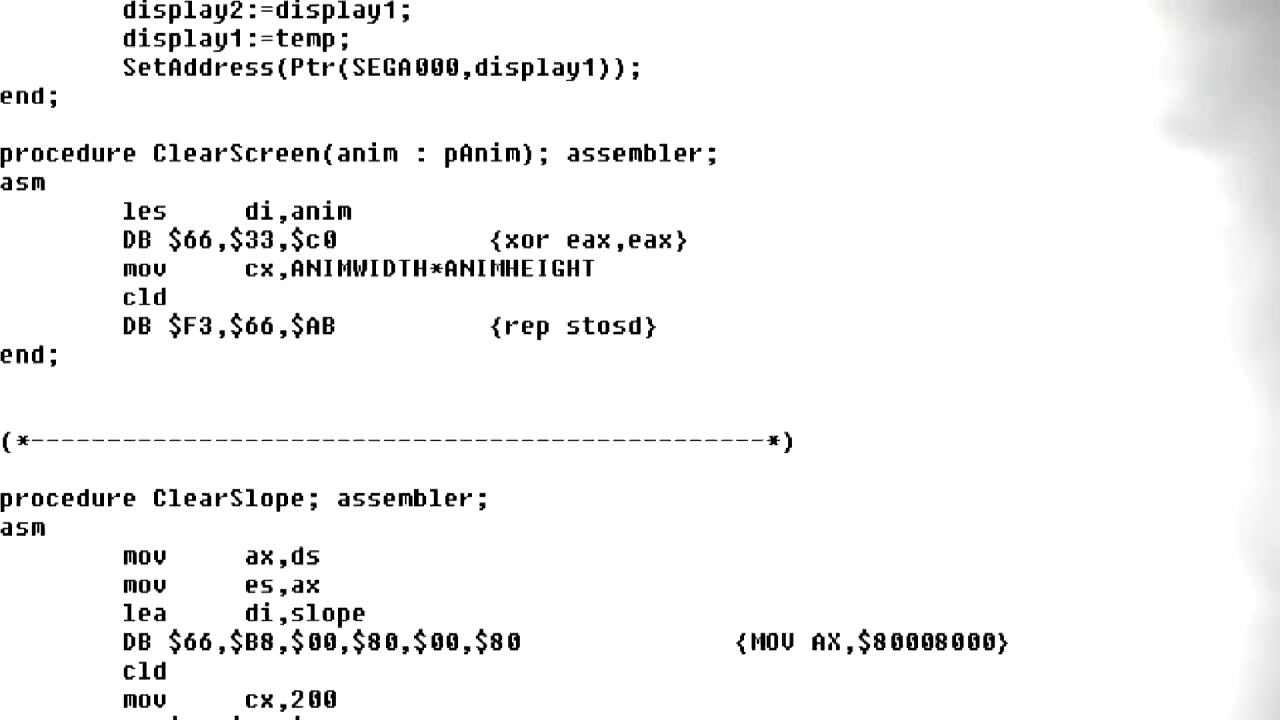 display2:=display1;
display1:=temp;
SetAddress(Ptr(SEGA000,display1));
end;
procedure ClearScreen(anim : pAnim); assembler;
asm
les di,anim
DB $66,$33,$c0 {xor eax,eax}
mov cx,ANIMWIDTH*ANIMHEIGHT
cld
DB $F3,$66,$AB {rep stosd}
end;
(*------------------------------------------------*)
procedure ClearSlope; assembler;
asm
mov ax,ds
mov es,ax
lea di,slope
DB $66,$B8,$00,$80,$00,$80 {MOV AX,$80008000}
cld
mov cx,200